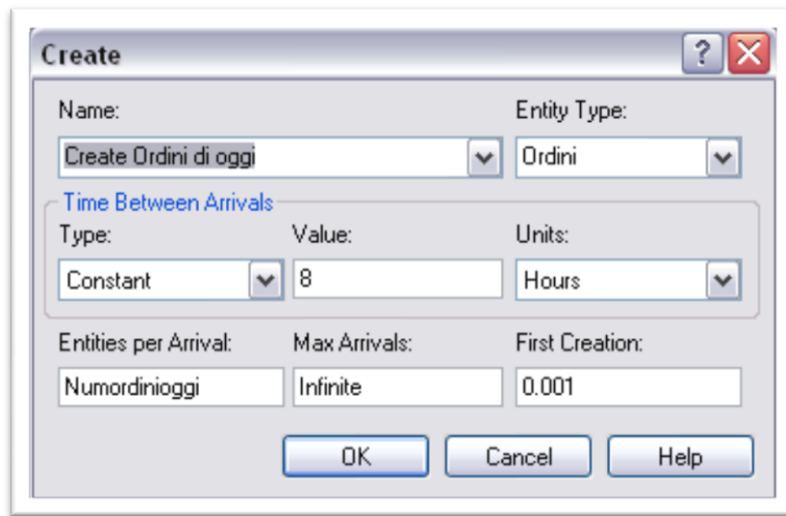 Create
Name: Entity Type:
Create Ordini di oggi Ordini
Time Between Arrivals
Type: Value: Units:
Constant 8 Hours
Entities per Arrival: Max Arrivals: First Creation:
Numordinioggi Infinite 0.001
OK Cancel Help